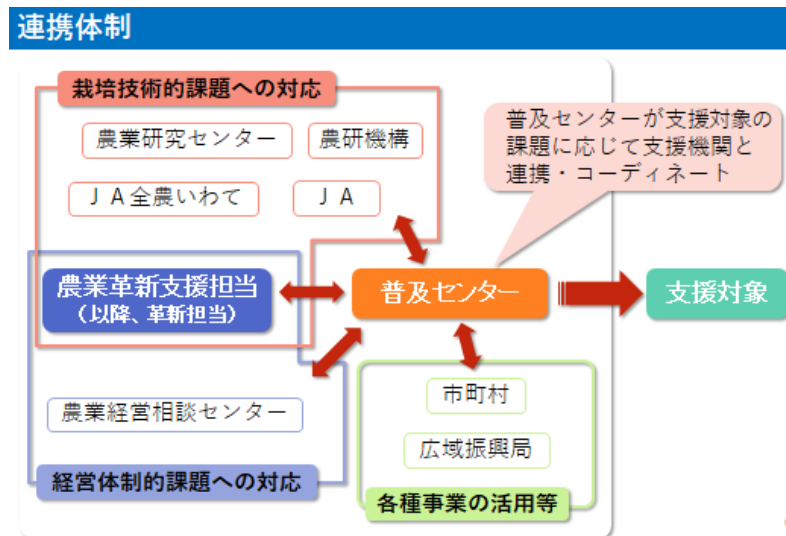 連携体制
栽培技術的課題への対応
農業研究センター
農研機構
ＪＡ全農いわて
ＪＡ
普及センターが支援対象の
課題に応じて支援機関と
連携・コーディネート
農業革新支援担当
（以降、革新担当）
普及センター
支援対象
農業経営相談センター
経営体制的課題への対応
市町村
広域振興局
各種事業の活用等